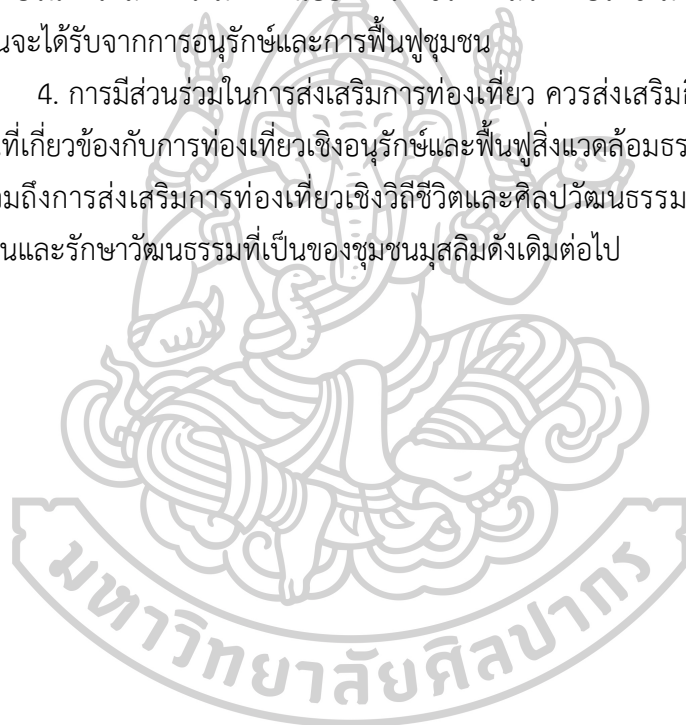 นจะได้รับจากการอนุรักษ์และการฟื้นฟูชุมชน
4. การมีส่วนร่วมในการส่งเสริมการท่องเที่ยว ควรส่งเสริม
ที่เกี่ยวข้องกับการท่องเที่ยวเชิงอนุรักษ์และฟื้นฟูสิ่งแวดล้อมธร
มถึงการส่งเสริมการท่องเที่ยวเชิงวิถีชีวิตและศิลปวัฒนธรรม
นและรักษาวัฒนธรรมที่เป็นของชุมชนมุสลิมดังเดิมต่อไป
มหาวิทยาลัยศิลปากร